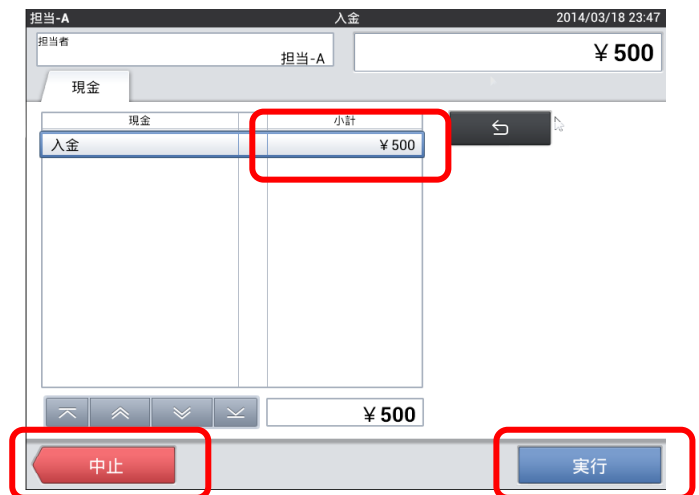 担当-A 入金 2014/03/18 23:47
担当者
担当-A
￥500
現金
現金 小計
入金 ￥500
￥500
中止 実行